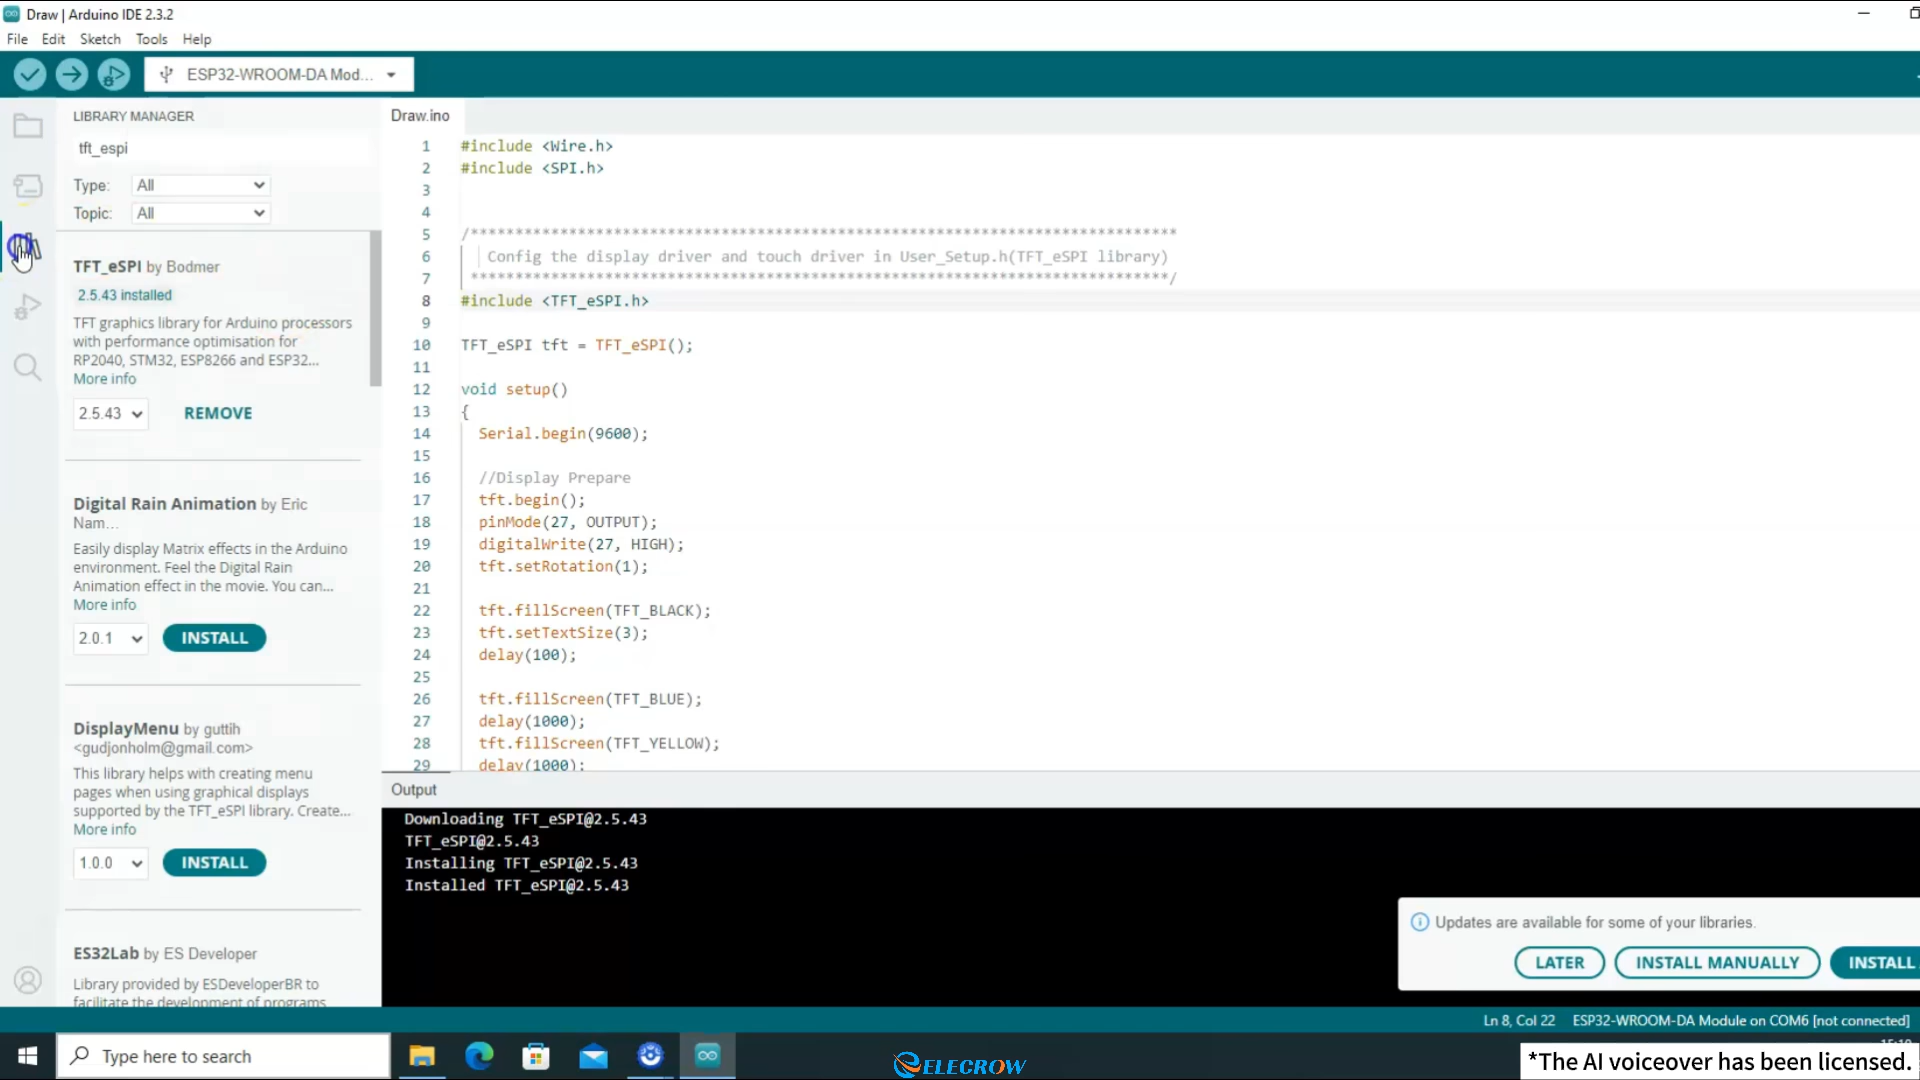 Draw | Arduino IDE 2.3.2
File Edit Sketch Tools Help
ESP32-WROOM-DA Mod...
LIBRARY MANAGER
tft_espi
Type: All
Topic: All
TFT_eSPI by Bodmer
2.5.43 installed
TFT graphics library for Arduino processors
with performance optimisation for
RP2040, STM32, ESP8266 and ESP32...
More info
2.5.43 REMOVE
Digital Rain Animation by Eric
Nam...
Easily display Matrix effects in the Arduino
environment. Feel the Digital Rain
Animation effect in the movie. You can...
More info
2.0.1 INSTALL
DisplayMenu by guttih
<gudjonholm@gmail.com>
This library helps with creating menu
pages when using graphical displays
supported by the TFT_eSPI library. Create...
More info
1.0.0 INSTALL
ES32Lab by ES Developer
Library provided by ESDeveloperBR to
facilitate the development of programs
Draw.ino
1 #include <Wire.h>
2 #include <SPI.h>
3
4
5 /*******************************************************************************
6 Config the display driver and touch driver in User_Setup.h(TFT_eSPI library)
7 ******************************************************************************/
8 #include <TFT_eSPI.h>
9
10 TFT_eSPI tft = TFT_eSPI();
11
12 void setup()
13 {
14 Serial.begin(9600);
15
16 //Display Prepare
17 tft.begin();
18 pinMode(27, OUTPUT);
19 digitalWrite(27, HIGH);
20 tft.setRotation(1);
21
22 tft.fillScreen(TFT_BLACK);
23 tft.setTextSize(3);
24 delay(100);
25
26 tft.fillScreen(TFT_BLUE);
27 delay(1000);
28 tft.fillScreen(TFT_YELLOW);
29 delay(1000);
Output
Downloading TFT_eSPI@2.5.43
TFT_eSPI@2.5.43
Installing TFT_eSPI@2.5.43
Installed TFT_eSPI@2.5.43
Updates are available for some of your libraries.
LATER INSTALL MANUALLY INSTALL
Ln 8, Col 22 ESP32-WROOM-DA Module on COM6 [not connected]
Type here to search
ELECROW
*The AI voiceover has been licensed.